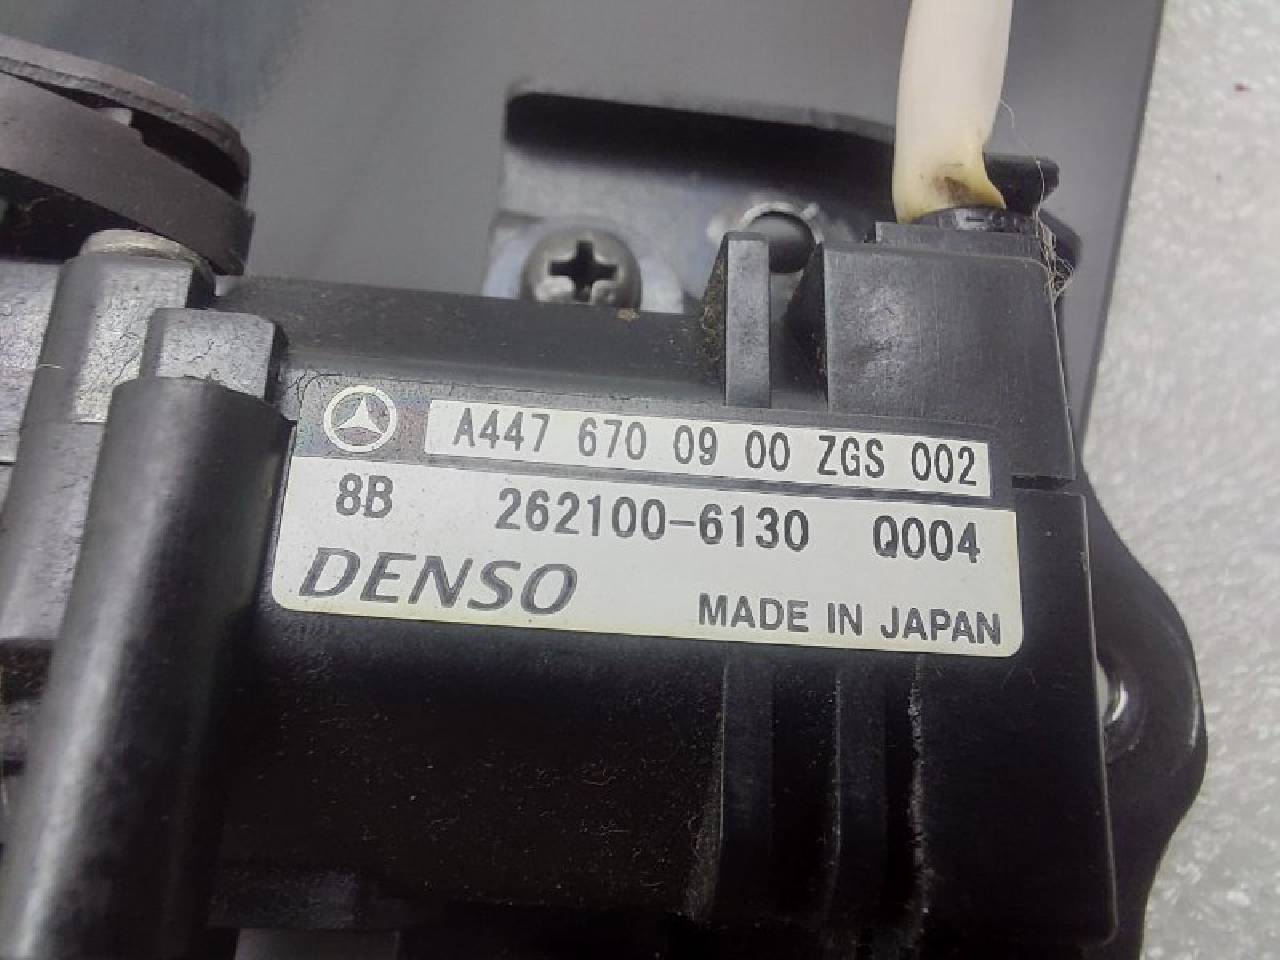 A447 670 09 00 ZGS 002
8B 262100-6130 Q004
DENSO MADE IN JAPAN